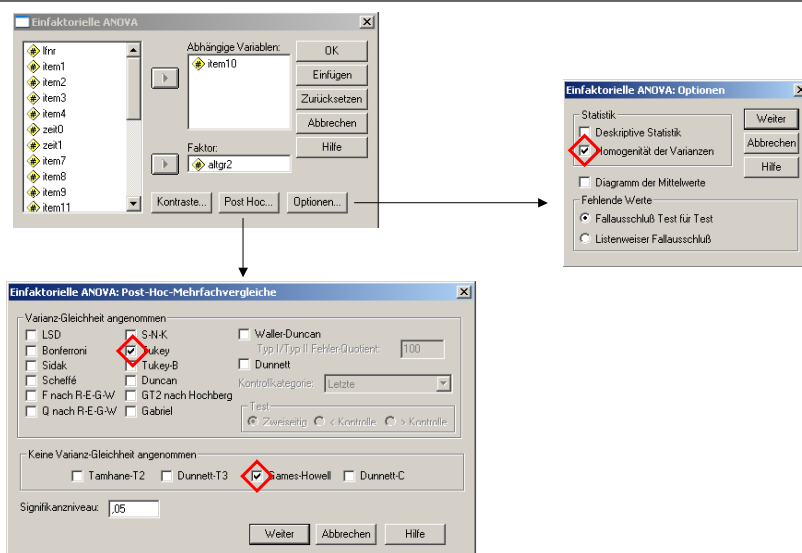 Einfaktorielle ANOVA
lfnr
item1
item2
item3
item4
zeit0
zeit1
item7
item8
item9
item11
Abhängige Variablen:
item10
Faktor:
altgr2
OK
Einfügen
Zurücksetzen
Abbrechen
Hilfe
Kontraste... Post Hoc... Optionen...
Einfaktorielle ANOVA: Optionen
Statistik
Deskriptive Statistik
Homogenität der Varianzen
Diagramm der Mittelwerte
Fehlende Werte
Fallausschluß Test für Test
Listenweiser Fallausschluß
Weiter
Abbrechen
Hilfe
Einfaktorielle ANOVA: Post-Hoc-Mehrfachvergleiche
Varianz-Gleichheit angenommen
LSD
Bonferroni
Sidak
Scheffé
F nach R-E-G-W
Q nach R-E-G-W
S-N-K
Tukey
Tukey-B
Duncan
GT2 nach Hochberg
Gabriel
Waller-Duncan
Typ I/Typ II Fehler-Quotient: 100
Dunnett
Kontrollkategorie: Letzte
Test
Zweiseitig < Kontrolle > Kontrolle
Keine Varianz-Gleichheit angenommen
Tamhane-T2 Dunnett-T3 Games-Howell Dunnett-C
Signifikanzniveau: ,05
Weiter Abbrechen Hilfe